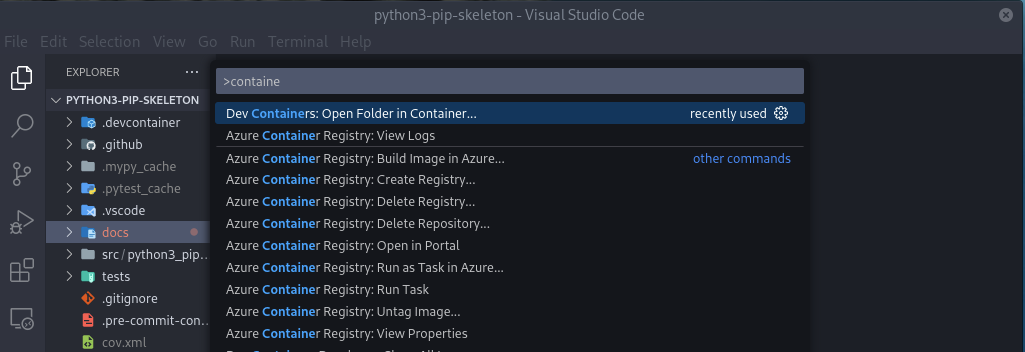 python3-pip-skeleton - Visual Studio Code
File Edit Selection View Go Run Terminal Help
EXPLORER ...
>containe
PYTHON3-PIP-SKELETON
Dev Containers: Open Folder in Container... recently used
.devcontainer
Azure Container Registry: View Logs
.github
Azure Container Registry: Build Image in Azure... other commands
.mypy_cache
Azure Container Registry: Create Registry...
.pytest_cache
Azure Container Registry: Delete Registry...
.vscode
Azure Container Registry: Delete Repository...
docs
Azure Container Registry: Open in Portal
src/python3_pip...
Azure Container Registry: Run as Task in Azure...
tests
Azure Container Registry: Run Task
.gitignore
Azure Container Registry: Untag Image...
.pre-commit-con...
Azure Container Registry: View Properties
cov.xml